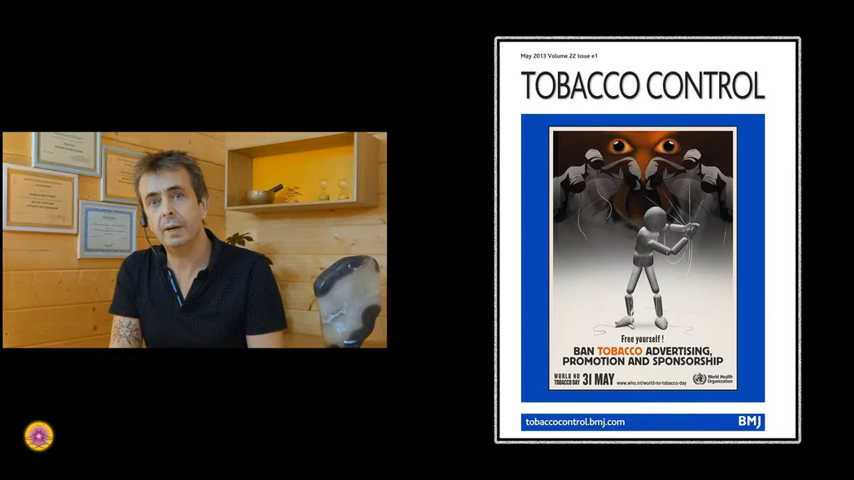 May 2013 Volume 22 Issue e1
TOBACCO CONTROL
Free yourself!
BAN TOBACCO ADVERTISING,
PROMOTION AND SPONSORSHIP
WORLD NO
TOBACCO DAY
31 MAY
www.who.int/world-no-tobacco-day
World Health
Organization
tobaccocontrol.bmj.com
BMJ